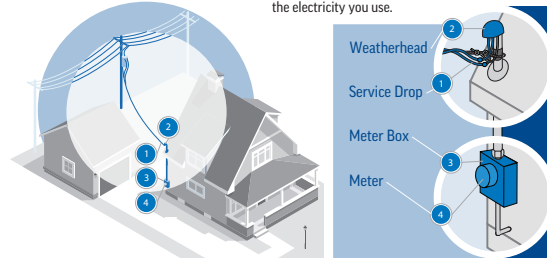 the electricity you use.
2
Weatherhead
1
Service Drop
Meter Box
3
Meter
4
2
1
3
4